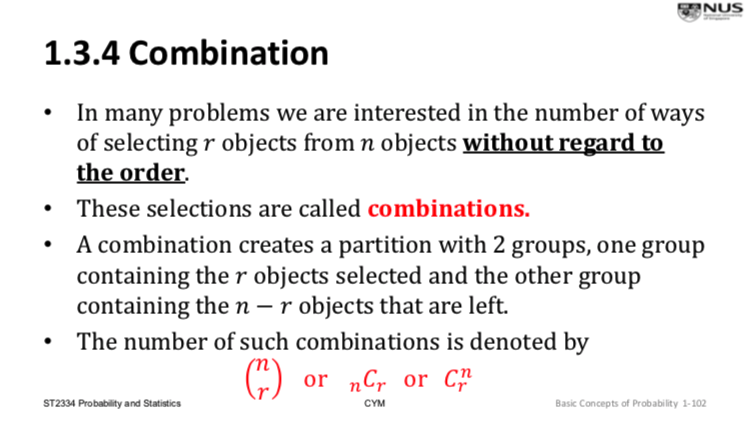 NUS
1.3.4 Combination
• In many problems we are interested in the number of ways
of selecting r objects from n objects without regard to
the order.
• These selections are called combinations.
• A combination creates a partition with 2 groups, one group
containing the r objects selected and the other group
containing the n − r objects that are left.
• The number of such combinations is denoted by
(n r) or ₙCᵣ or Cᵣⁿ
ST2334 Probability and Statistics CYM Basic Concepts of Probability 1-102